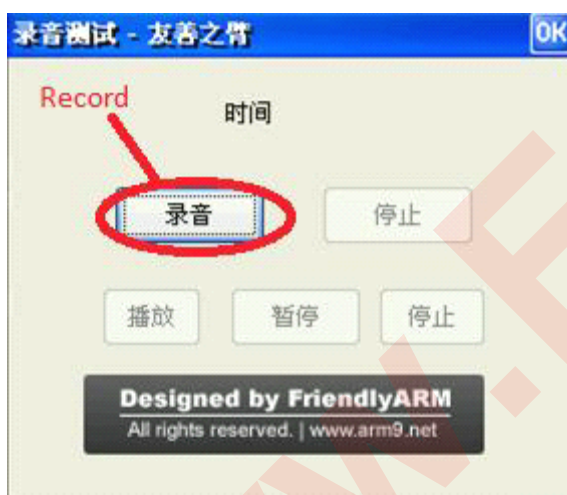 录音测试 - 友善之臂 OK
Record
时间
录音 停止
播放 暂停 停止
Designed by FriendlyARM
All rights reserved. | www.arm9.net